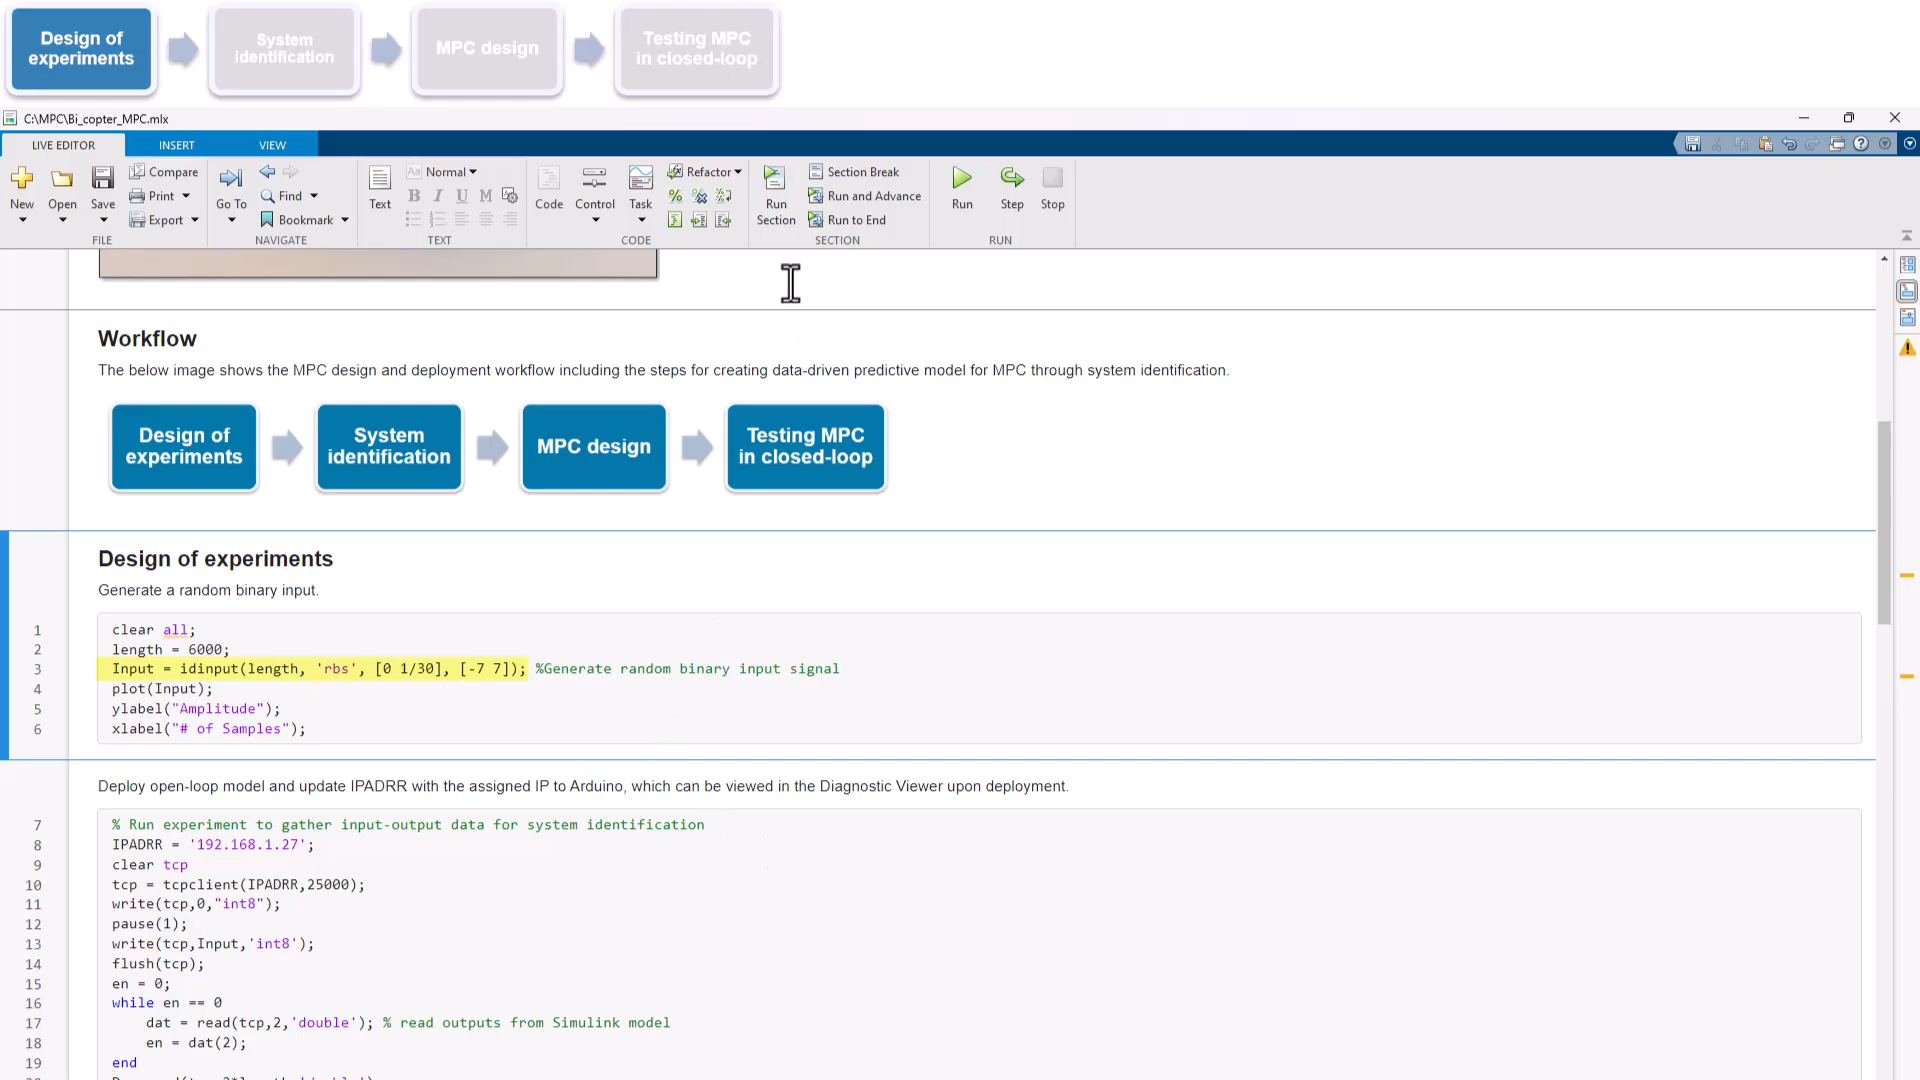 Design of
experiments
System
identification
MPC design
Testing MPC
in closed-loop
C:\MPC\Bi_copter_MPC.mlx
LIVE EDITOR
INSERT
VIEW
New
Open
Save
Compare
Print
Export
FILE
Go To
Find
Bookmark
NAVIGATE
Text
Aa Normal
B I U M
TEXT
Code
Control
Task
Refactor
CODE
Run
Section
Section Break
Run and Advance
Run to End
SECTION
Run
Step
Stop
RUN
Workflow
The below image shows the MPC design and deployment workflow including the steps for creating data-driven predictive model for MPC through system identification.
Design of
experiments
System
identification
MPC design
Testing MPC
in closed-loop
Design of experiments
Generate a random binary input.
1 clear all;
2 length = 6000;
3 Input = idinput(length, 'rbs', [0 1/30], [-7 7]); %Generate random binary input signal
4 plot(Input);
5 ylabel("Amplitude");
6 xlabel("# of Samples");
Deploy open-loop model and update IPADRR with the assigned IP to Arduino, which can be viewed in the Diagnostic Viewer upon deployment.
7 % Run experiment to gather input-output data for system identification
8 IPADRR = '192.168.1.27';
9 clear tcp
10 tcp = tcpclient(IPADRR,25000);
11 write(tcp,0,"int8");
12 pause(1);
13 write(tcp,Input,'int8');
14 flush(tcp);
15 en = 0;
16 while en == 0
17 dat = read(tcp,2,'double'); % read outputs from Simulink model
18 en = dat(2);
19 end